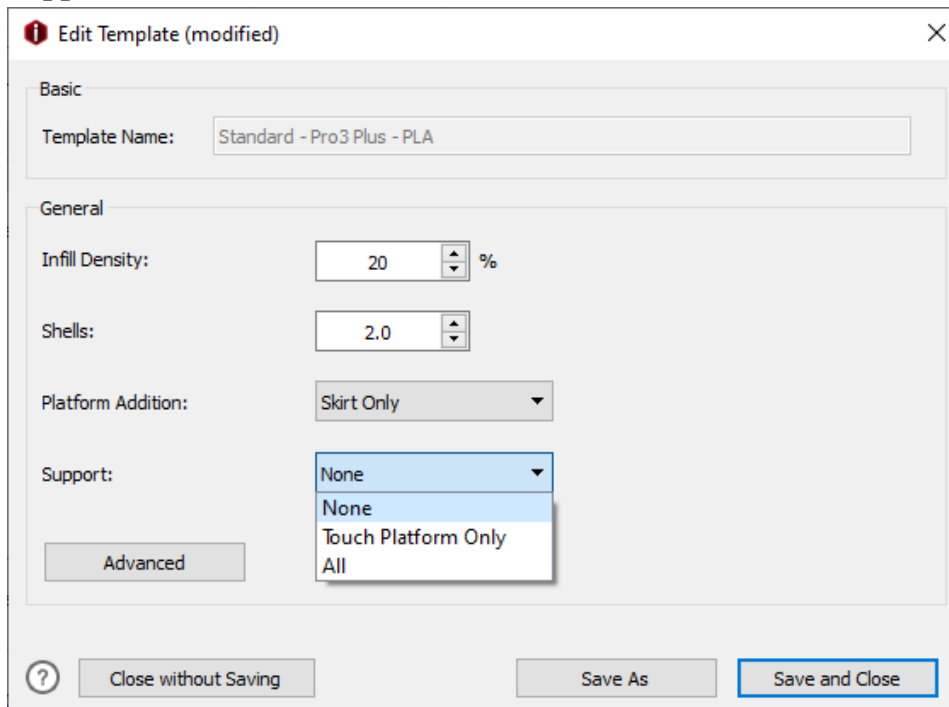 Edit Template (modified)
Basic
Template Name: Standard - Pro3 Plus - PLA
General
Infill Density: 20 %
Shells: 2.0
Platform Addition: Skirt Only
Support: None
None
Touch Platform Only
All
Advanced
? Close without Saving Save As Save and Close